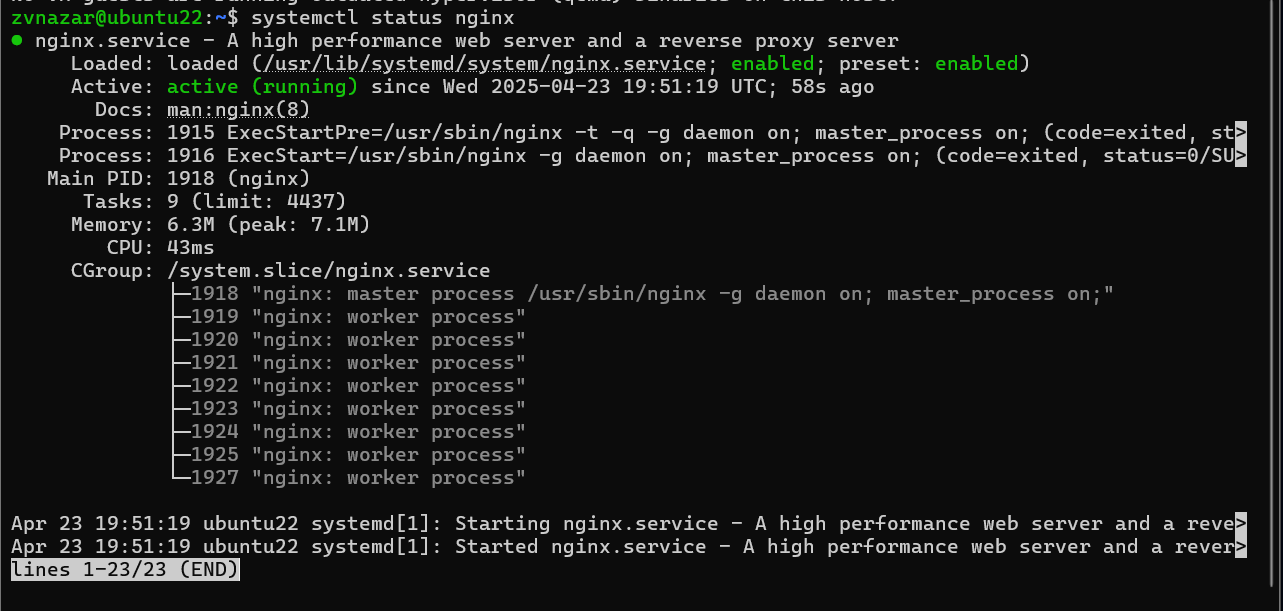 zvnazar@ubuntu22:~$ systemctl status nginx
● nginx.service - A high performance web server and a reverse proxy server
     Loaded: loaded (/usr/lib/systemd/system/nginx.service; enabled; preset: enabled)
     Active: active (running) since Wed 2025-04-23 19:51:19 UTC; 58s ago
       Docs: man:nginx(8)
    Process: 1915 ExecStartPre=/usr/sbin/nginx -t -q -g daemon on; master_process on; (code=exited, st>
    Process: 1916 ExecStart=/usr/sbin/nginx -g daemon on; master_process on; (code=exited, status=0/SU>
   Main PID: 1918 (nginx)
      Tasks: 9 (limit: 4437)
     Memory: 6.3M (peak: 7.1M)
        CPU: 43ms
     CGroup: /system.slice/nginx.service
             ├─1918 "nginx: master process /usr/sbin/nginx -g daemon on; master_process on;"
             ├─1919 "nginx: worker process"
             ├─1920 "nginx: worker process"
             ├─1921 "nginx: worker process"
             ├─1922 "nginx: worker process"
             ├─1923 "nginx: worker process"
             ├─1924 "nginx: worker process"
             ├─1925 "nginx: worker process"
             └─1927 "nginx: worker process"

Apr 23 19:51:19 ubuntu22 systemd[1]: Starting nginx.service - A high performance web server and a reve>
Apr 23 19:51:19 ubuntu22 systemd[1]: Started nginx.service - A high performance web server and a rever>
lines 1-23/23 (END)